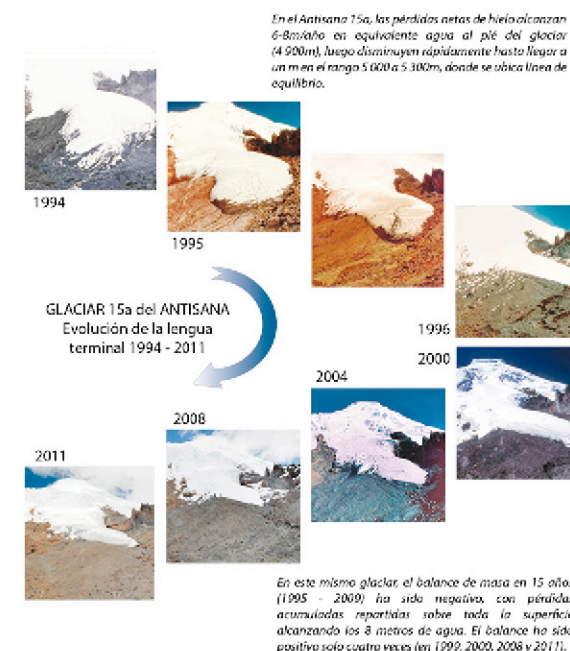 En el Antisana 15a, las pérdidas netas de hielo alcanzan
6-8m/año en equivalente agua al pié del glaciar
(4 900m), luego disminuyen rápidamente hasta llegar a
un m en el rango 5 000 a 5 300m, donde se ubica línea de
equilibrio.
1994
1995
1996
GLACIAR 15a del ANTISANA
Evolución de la lengua
terminal 1994 - 2011
2000
2004
2008
2011
En este mismo glaciar, el balance de masa en 15 años
(1995 - 2009) ha sido negativo, con pérdidas
acumuladas repartidas sobre toda la superficie
alcanzando los 8 metros de agua. El balance ha sido
positivo solo cuatro veces (en 1999, 2000, 2008 y 2011).